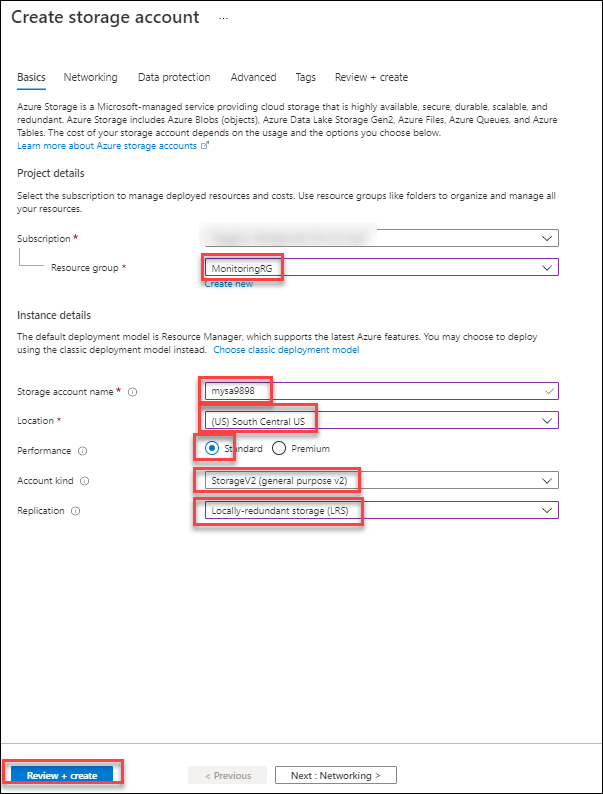 Create storage account ...
Basics Networking Data protection Advanced Tags Review + create
Azure Storage is a Microsoft-managed service providing cloud storage that is highly available, secure, durable, scalable, and
redundant. Azure Storage includes Azure Blobs (objects), Azure Data Lake Storage Gen2, Azure Files, Azure Queues, and Azure
Tables. The cost of your storage account depends on the usage and the options you choose below.
Learn more about Azure storage accounts
Project details
Select the subscription to manage deployed resources and costs. Use resource groups like folders to organize and manage all
your resources.
Subscription *
Resource group * MonitoringRG
Create new
Instance details
The default deployment model is Resource Manager, which supports the latest Azure features. You may choose to deploy
using the classic deployment model instead. Choose classic deployment model
Storage account name * mysa9898
Location * (US) South Central US
Performance Standard Premium
Account kind StorageV2 (general purpose v2)
Replication Locally-redundant storage (LRS)
Review + create < Previous Next : Networking >